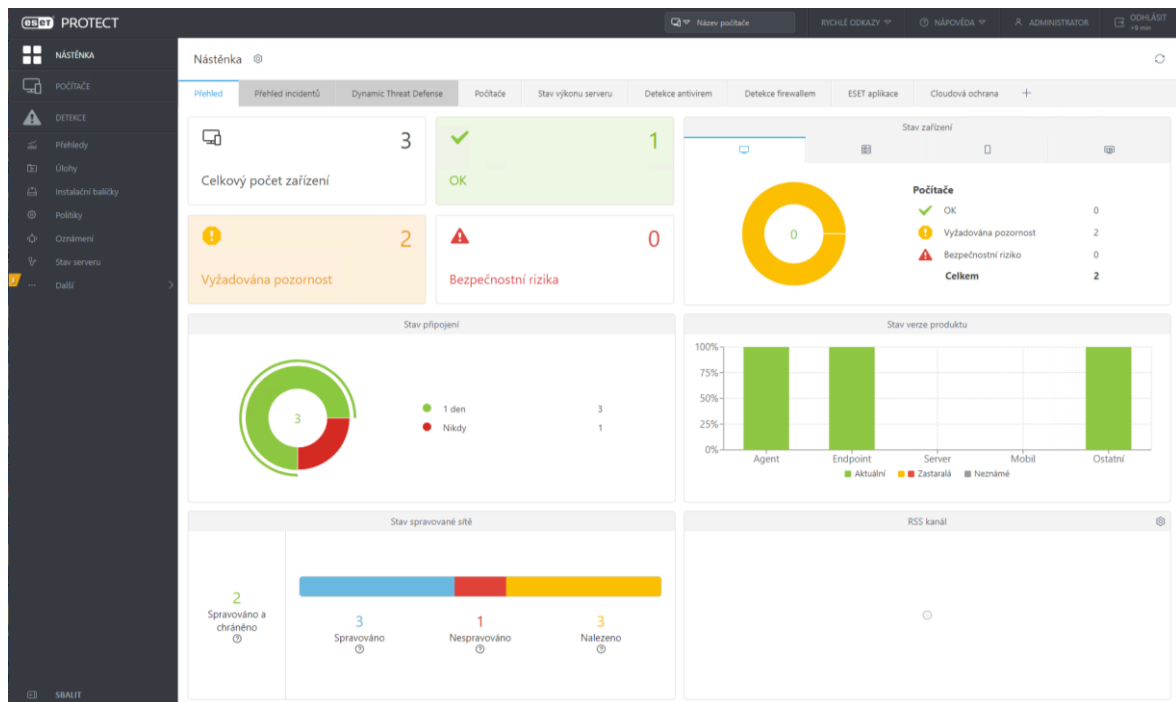 eset PROTECT
Název počítače
RYCHLÉ ODKAZY
NÁPOVĚDA
ADMINISTRATOR
ODHLÁSIT
>9 min
NÁSTĚNKA
POČÍTAČE
DETEKCE
Přehledy
Úlohy
Instalační balíčky
Politiky
Oznámení
Stav serveru
Další
SBALIT
Nástěnka
Přehled
Přehled incidentů
Dynamic Threat Defense
Počítače
Stav výkonu serveru
Detekce antivirem
Detekce firewallem
ESET aplikace
Cloudová ochrana
3
Celkový počet zařízení
1
OK
2
Vyžadována pozornost
0
Bezpečnostní rizika
Stav zařízení
0
Počítače
OK 0
Vyžadována pozornost 2
Bezpečnostní riziko 0
Celkem 2
Stav připojení
3
1 den 3
Nikdy 1
Stav verze produktu
100%
75%
50%
25%
0%
Agent Endpoint Server Mobil Ostatní
Aktuální Zastaralá Neznámé
Stav spravované sítě
2
Spravováno a
chráněno
3
Spravováno
1
Nespravováno
3
Nalezeno
RSS kanál